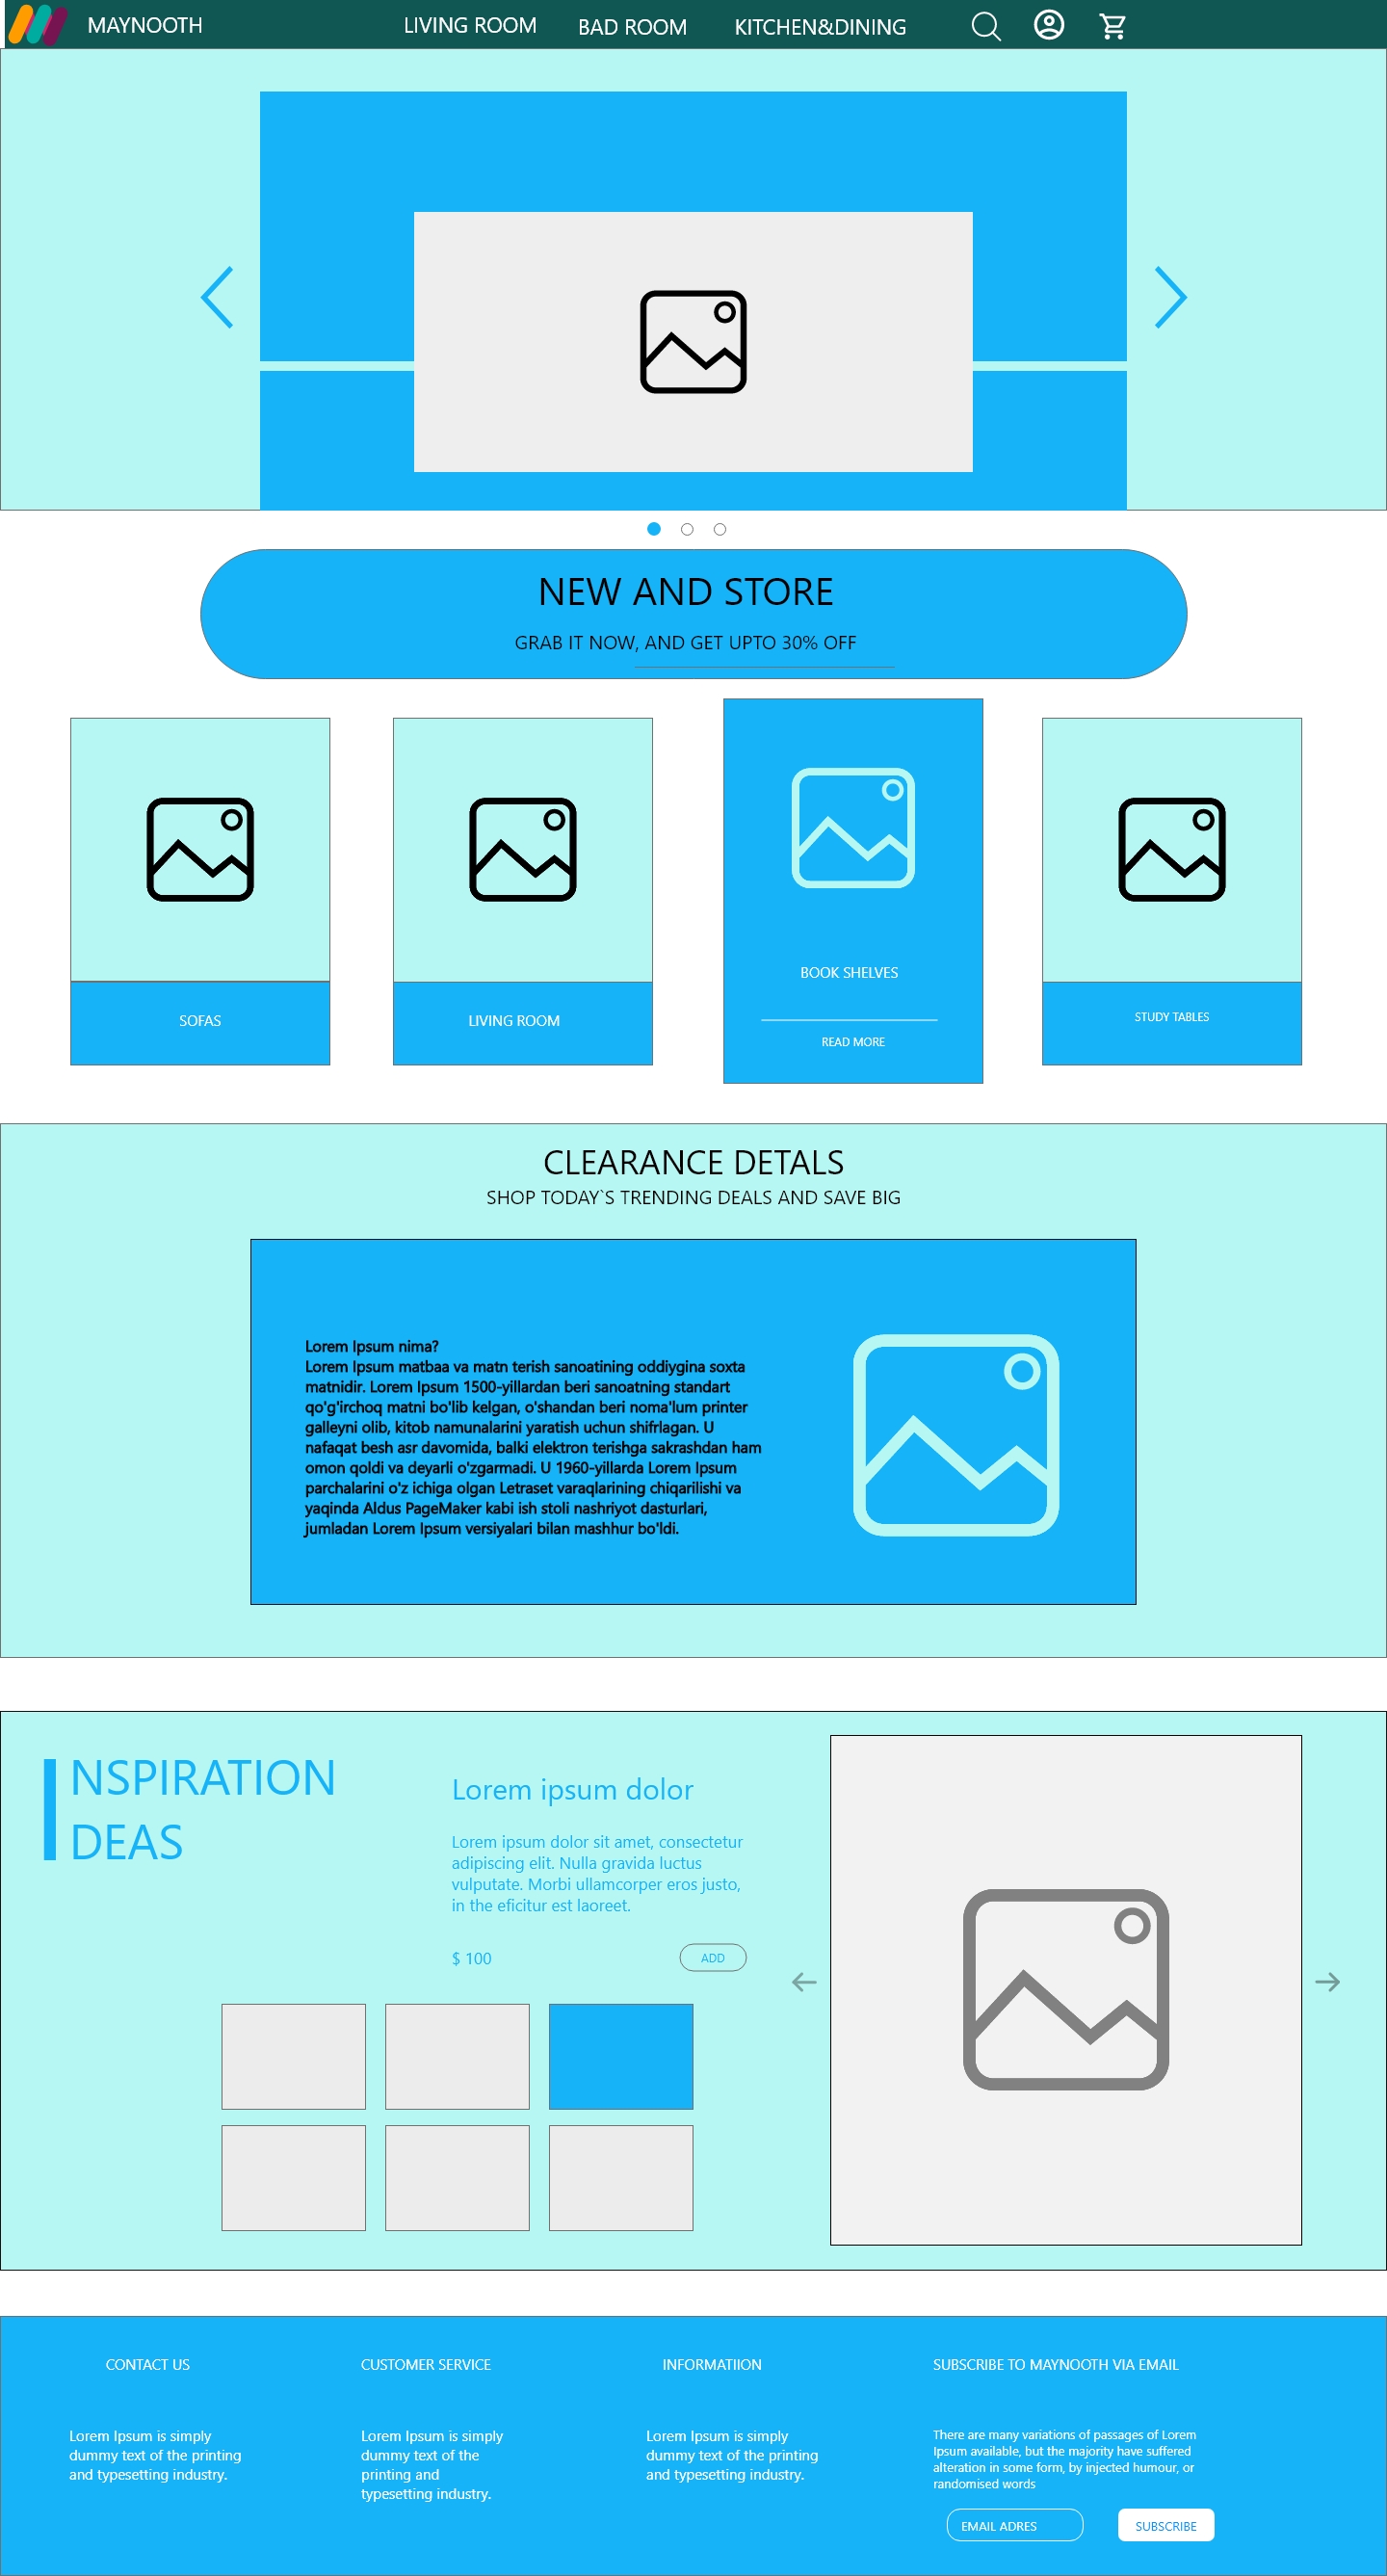 MAYNOOTH
LIVING ROOM
BAD ROOM
KITCHEN&DINING
NEW AND STORE
GRAB IT NOW, AND GET UPTO 30% OFF
SOFAS
LIVING ROOM
BOOK SHELVES
READ MORE
STUDY TABLES
CLEARANCE DETALS
SHOP TODAY`S TRENDING DEALS AND SAVE BIG
Lorem Ipsum nima?
Lorem Ipsum matbaa va matn terish sanoatining oddiygina soxta
matnidir. Lorem Ipsum 1500-yillardan beri sanoatning standart
qo'g'irchoq matni bo'lib kelgan, o'shandan beri noma'lum printer
galleyni olib, kitob namunalarini yaratish uchun shifrlagan. U
nafaqat besh asr davomida, balki elektron terishga sakrashdan ham
omon qoldi va deyarli o'zgarmadi. U 1960-yillarda Lorem Ipsum
parchalarini o'z ichiga olgan Letraset varaqlarining chiqarilishi va
yaqinda Aldus PageMaker kabi ish stoli nashriyot dasturlari,
jumladan Lorem Ipsum versiyalari bilan mashhur bo'ldi.
INSPIRATION
DEAS
Lorem ipsum dolor
Lorem ipsum dolor sit amet, consectetur
adipiscing elit. Nulla gravida luctus
vulputate. Morbi ullamcorper eros justo,
in the eficitur est laoreet.
$ 100
ADD
CONTACT US
Lorem Ipsum is simply
dummy text of the printing
and typesetting industry.
CUSTOMER SERVICE
Lorem Ipsum is simply
dummy text of the
printing and
typesetting industry.
INFORMATIION
Lorem Ipsum is simply
dummy text of the printing
and typesetting industry.
SUBSCRIBE TO MAYNOOTH VIA EMAIL
There are many variations of passages of Lorem
Ipsum available, but the majority have suffered
alteration in some form, by injected humour, or
randomised words
EMAIL ADRES
SUBSCRIBE